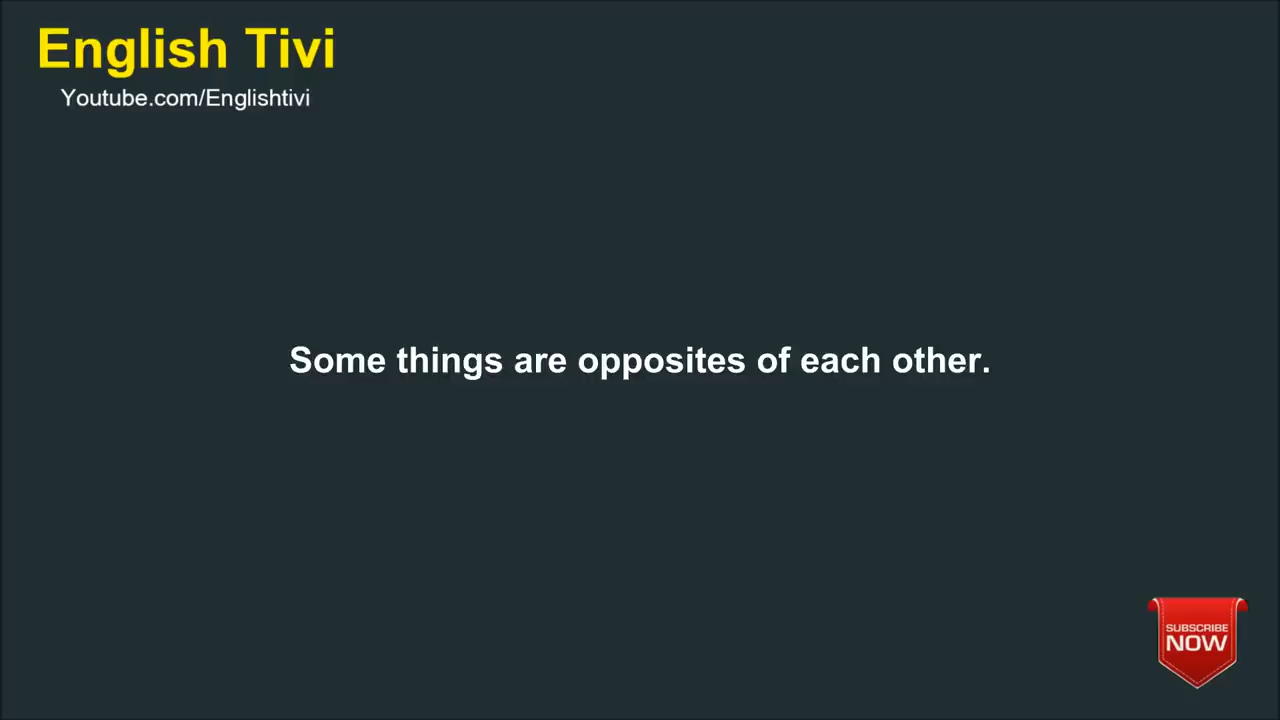 English Tivi
Youtube.com/Englishtivi
Some things are opposites of each other.
SUBSCRIBE
NOW